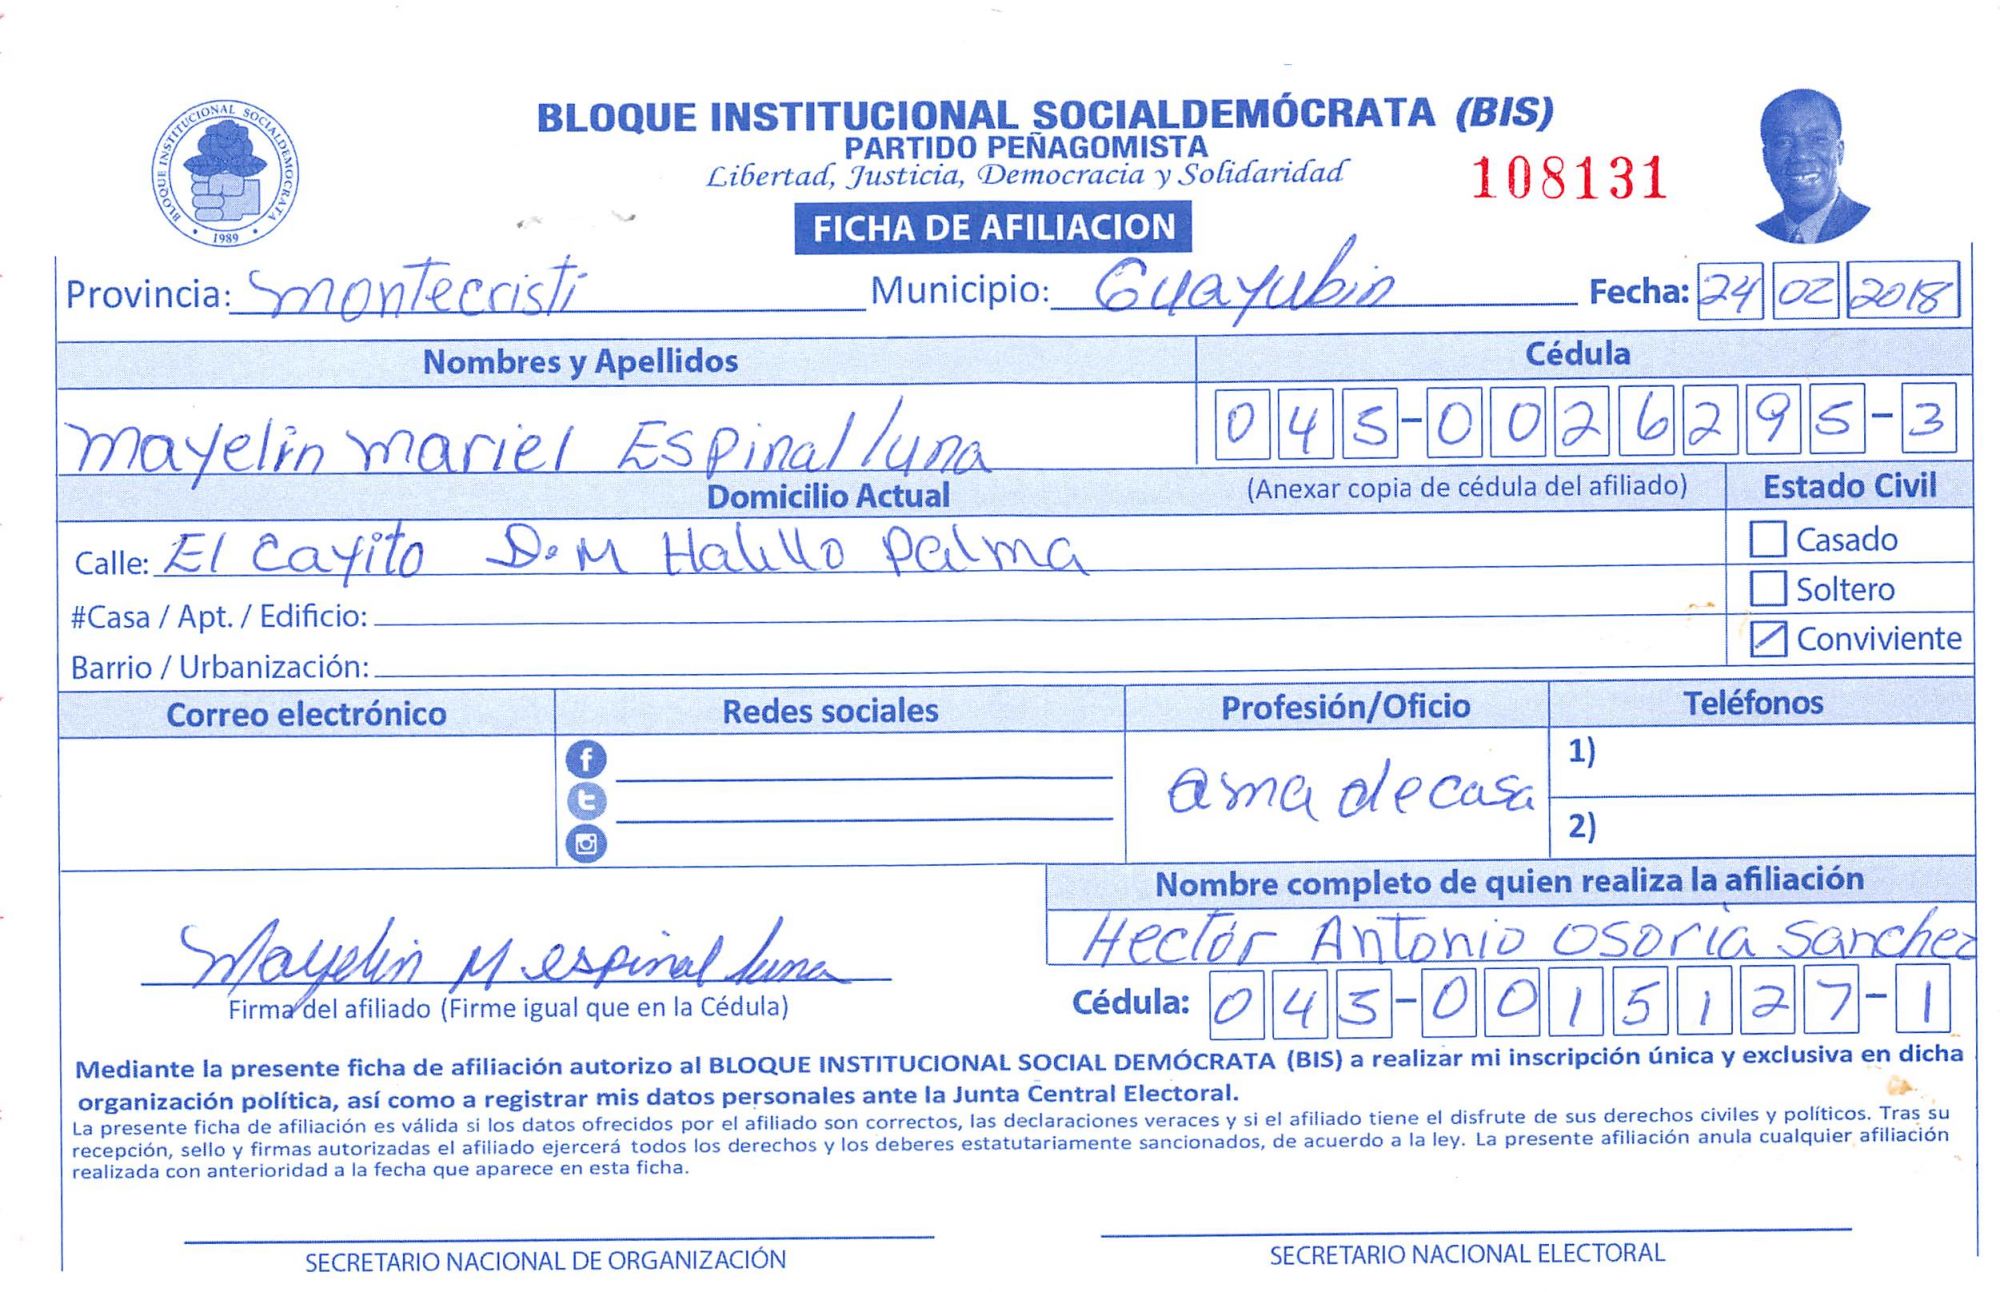 BLOQUE INSTITUCIONAL SOCIALDEMOCRATA
1989
BLOQUE INSTITUCIONAL SOCIALDEMÓCRATA (BIS)
PARTIDO PEÑAGOMISTA
Libertad, Justicia, Democracia y Solidaridad
108131
FICHA DE AFILIACION
Provincia: Montecristi Municipio: Guayubin Fecha: 24 02 2018
Nombres y Apellidos Cédula
Mayelin Mariel Espinal luna 045-0026295-3
Domicilio Actual (Anexar copia de cédula del afiliado) Estado Civil
Calle: El Cayito D.M Palma Casado
#Casa / Apt. / Edificio: Soltero
Barrio / Urbanización: Conviviente
Correo electrónico Redes sociales Profesión/Oficio Teléfonos
1)
ama de casa
2)
Nombre completo de quien realiza la afiliación
Hector Antonio Osoria Sanchez
Mayelin M espinal luna
Firma del afiliado (Firme igual que en la Cédula) Cédula: 045-0015127-1
Mediante la presente ficha de afiliación autorizo al BLOQUE INSTITUCIONAL SOCIAL DEMÓCRATA (BIS) a realizar mi inscripción única y exclusiva en dicha
organización política, así como a registrar mis datos personales ante la Junta Central Electoral.
La presente ficha de afiliación es válida si los datos ofrecidos por el afiliado son correctos, las declaraciones veraces y si el afiliado tiene el disfrute de sus derechos civiles y políticos. Tras su
recepción, sello y firmas autorizadas el afiliado ejercerá todos los derechos y los deberes estatutariamente sancionados, de acuerdo a la ley. La presente afiliación anula cualquier afiliación
realizada con anterioridad a la fecha que aparece en esta ficha.
SECRETARIO NACIONAL DE ORGANIZACIÓN SECRETARIO NACIONAL ELECTORAL